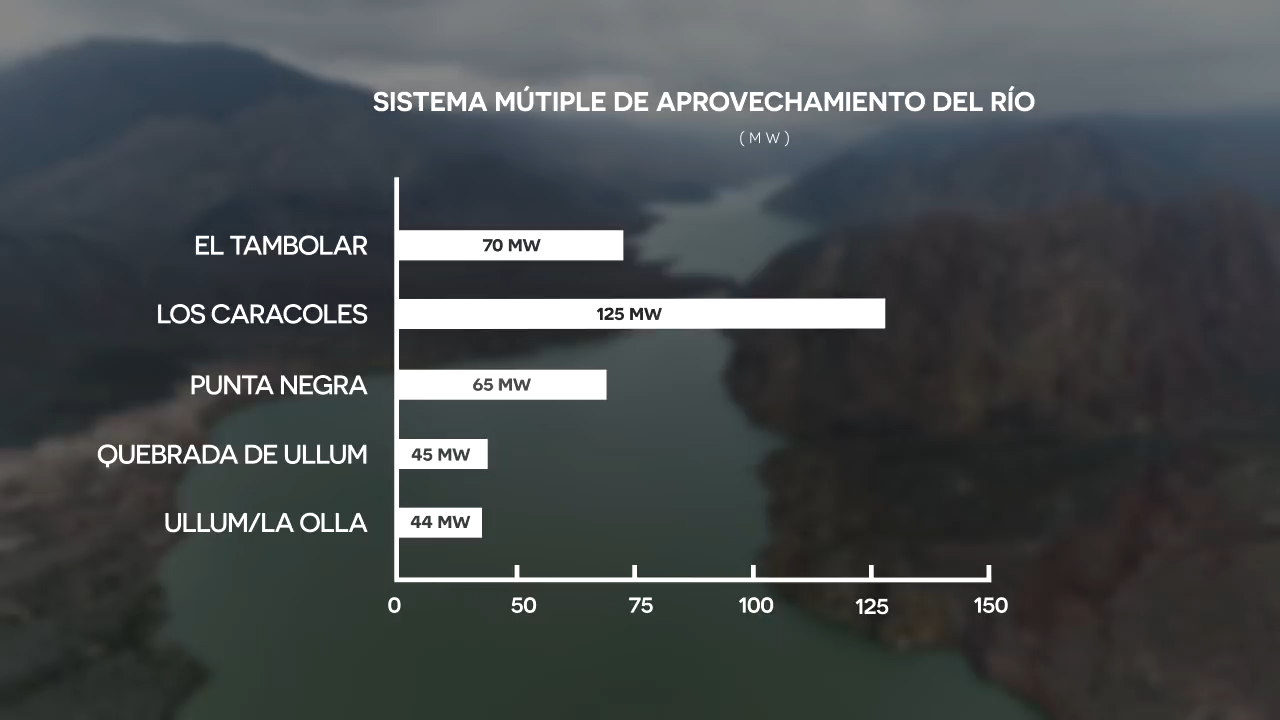 SISTEMA MÚTIPLE DE APROVECHAMIENTO DEL RÍO
(MW)
EL TAMBOLAR 70 MW
LOS CARACOLES 125 MW
PUNTA NEGRA 65 MW
QUEBRADA DE ULLUM 45 MW
ULLUM/LA OLLA 44 MW
0 50 75 100 125 150